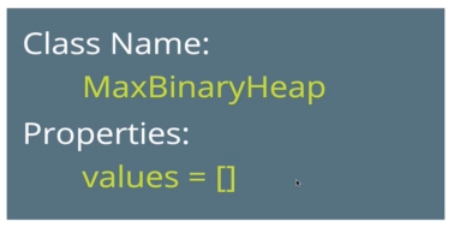 Class Name:
MaxBinaryHeap
Properties:
values = []